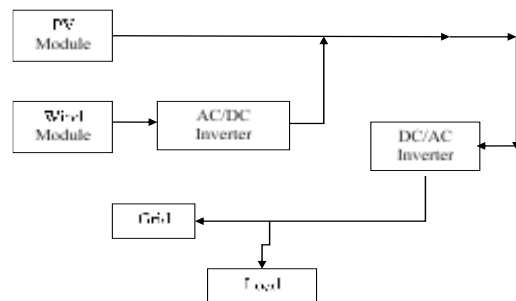 PV
Module
Wind
Module
AC/DC
Inverter
DC/AC
Inverter
Grid
Load